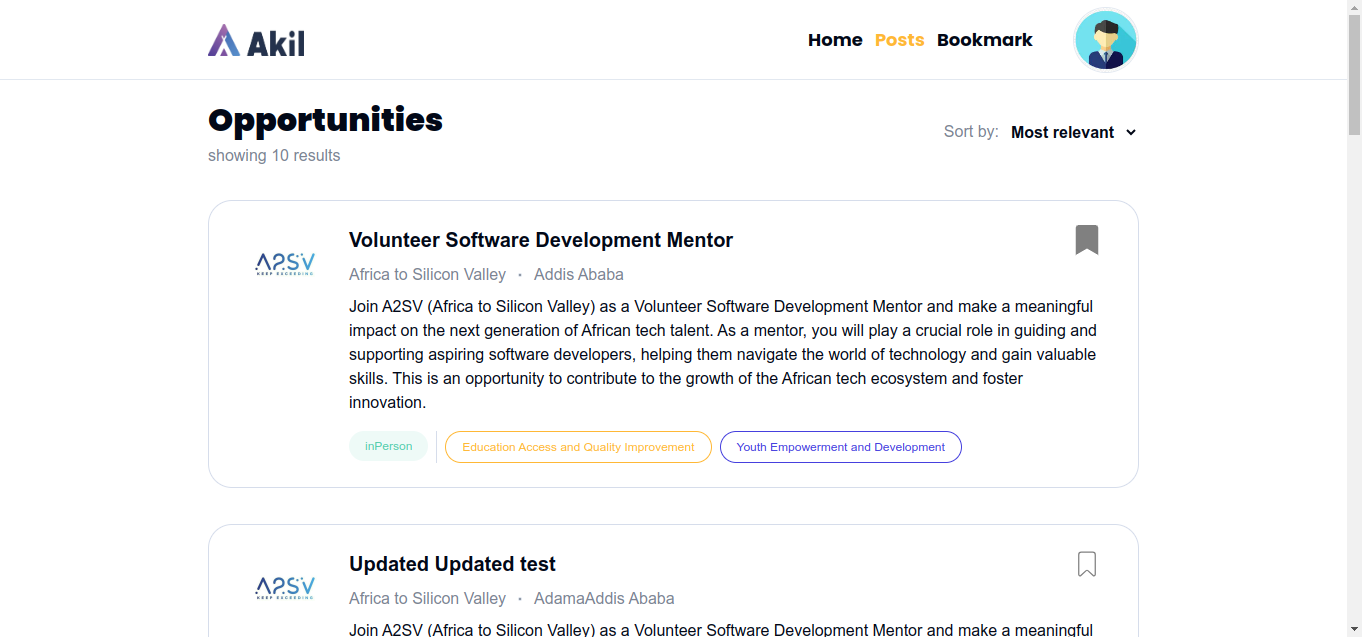 Akil
Home Posts Bookmark
Opportunities
showing 10 results
Sort by: Most relevant
A2SV
KEEP EXCEEDING
Volunteer Software Development Mentor
Africa to Silicon Valley · Addis Ababa
Join A2SV (Africa to Silicon Valley) as a Volunteer Software Development Mentor and make a meaningful
impact on the next generation of African tech talent. As a mentor, you will play a crucial role in guiding and
supporting aspiring software developers, helping them navigate the world of technology and gain valuable
skills. This is an opportunity to contribute to the growth of the African tech ecosystem and foster
innovation.
inPerson
Education Access and Quality Improvement
Youth Empowerment and Development
A2SV
KEEP EXCEEDING
Updated Updated test
Africa to Silicon Valley · AdamaAddis Ababa
Join A2SV (Africa to Silicon Valley) as a Volunteer Software Development Mentor and make a meaningful